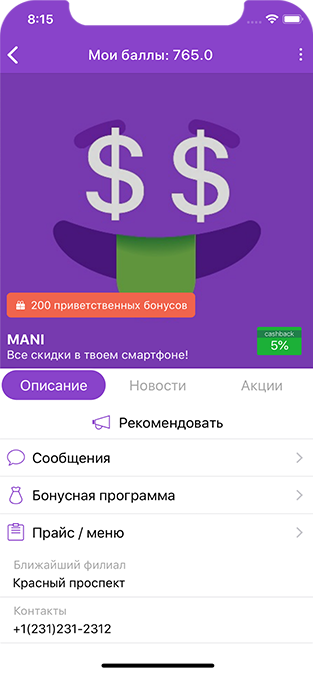 8:15
Мои баллы: 765.0
$ $
200 приветственных бонусов
MANI
Все скидки в твоем смартфоне!
cashback
5%
Описание Новости Акции
Рекомендовать
Сообщения
Бонусная программа
Прайс / меню
Ближайший филиал
Красный проспект
Контакты
+1(231)231-2312